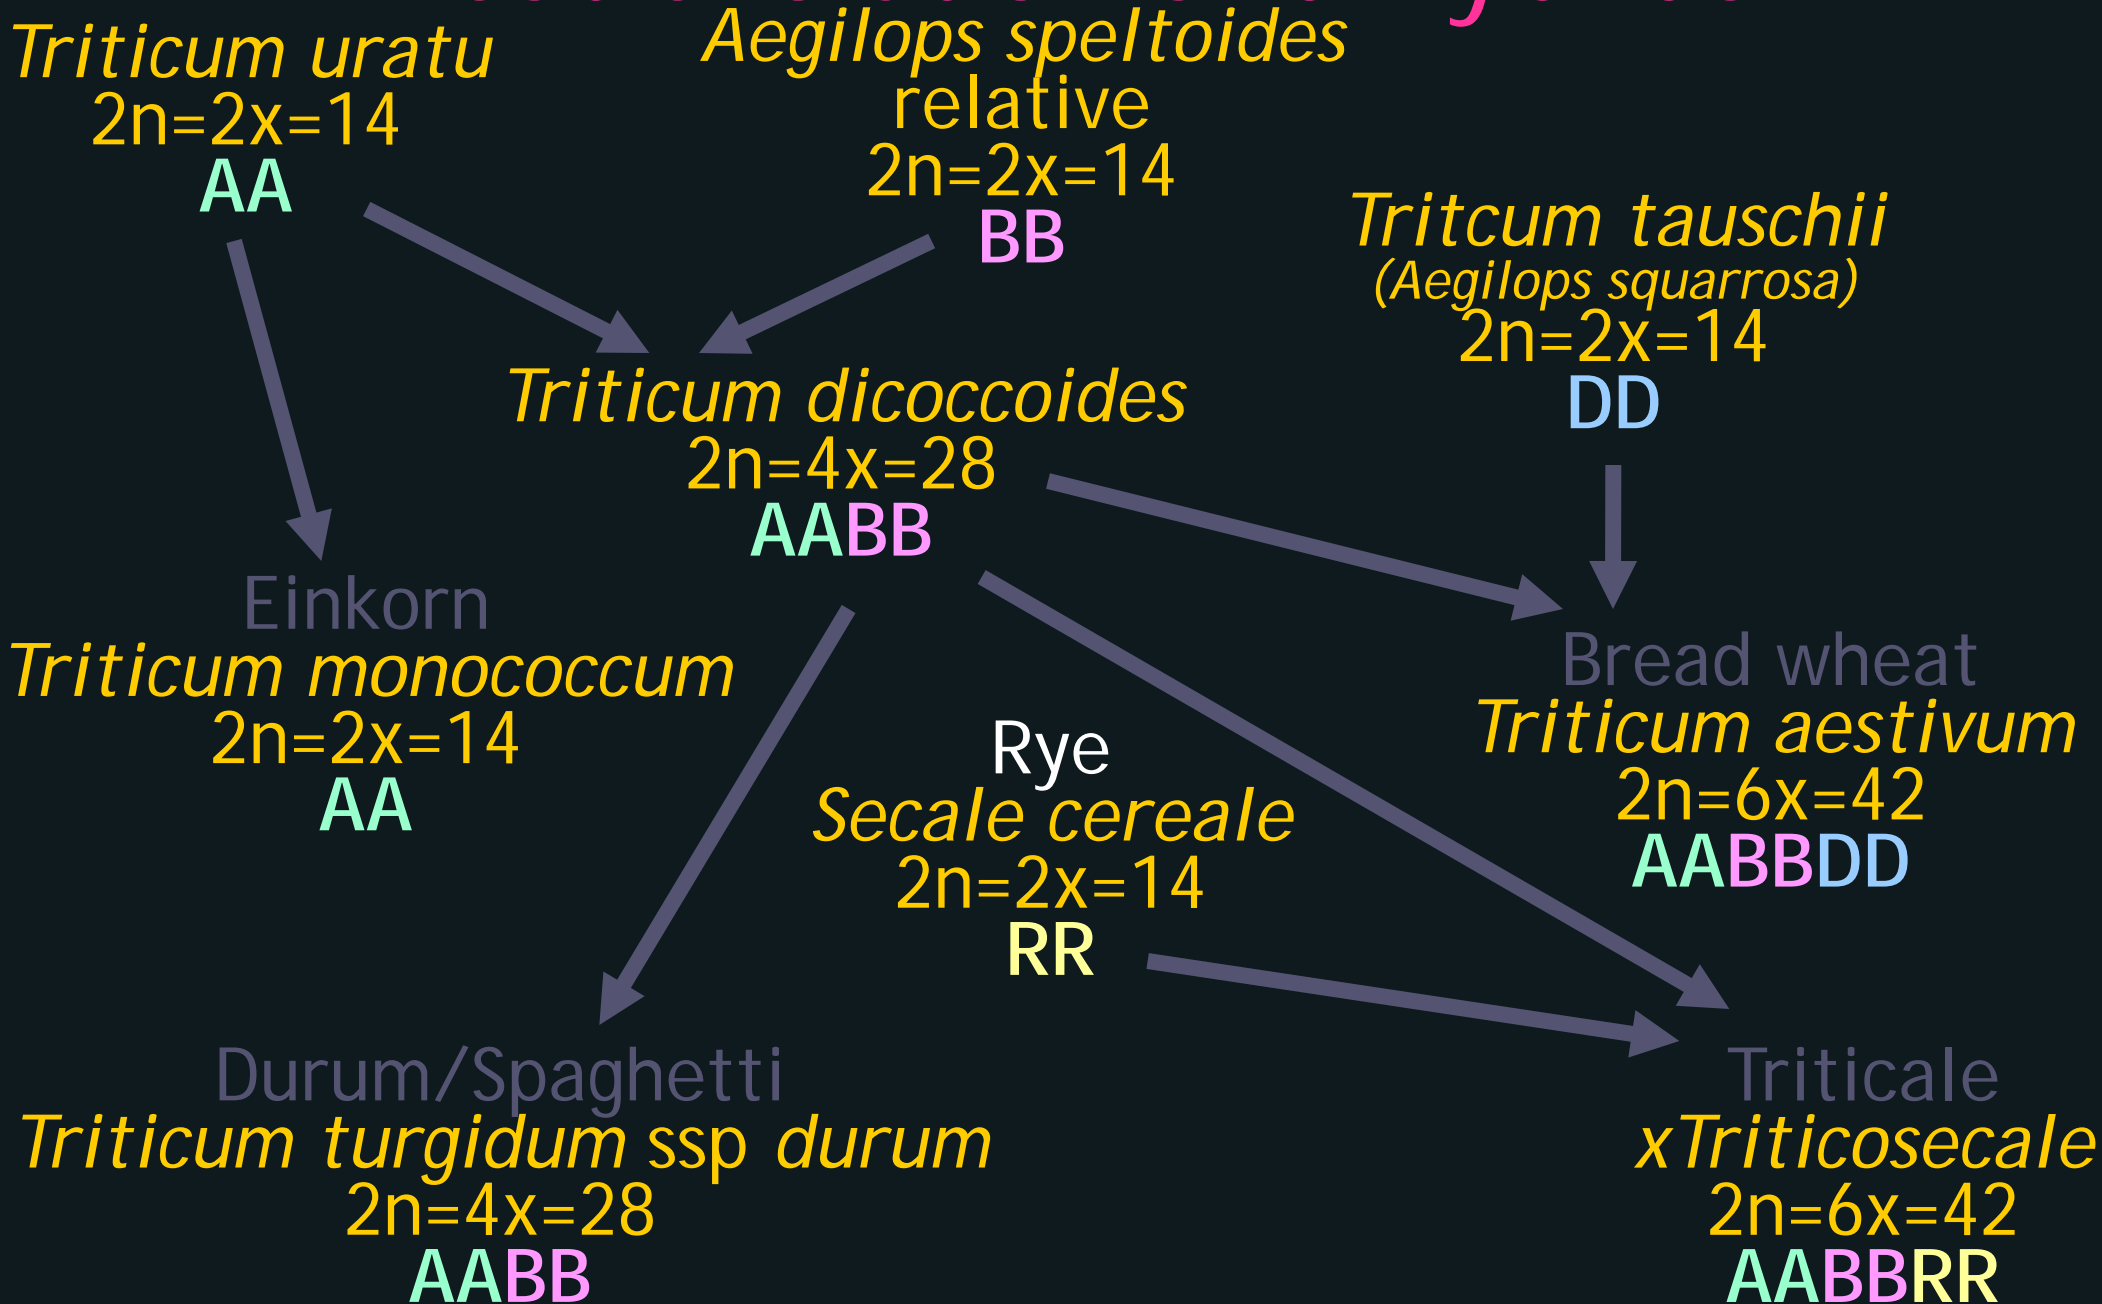 Triticum uratu
2n=2x=14
AA
Aegilops speltoides
relative
2n=2x=14
BB
Tritcum tauschii
(Aegilops squarrosa)
2n=2x=14
DD
Triticum dicoccoides
2n=4x=28
AABB
Einkorn
Triticum monococcum
2n=2x=14
AA
Bread wheat
Triticum aestivum
2n=6x=42
AABBDD
Rye
Secale cereale
2n=2x=14
RR
Durum/Spaghetti
Triticum turgidum ssp durum
2n=4x=28
AABB
Triticale
xTriticosecale
2n=6x=42
AABBRR